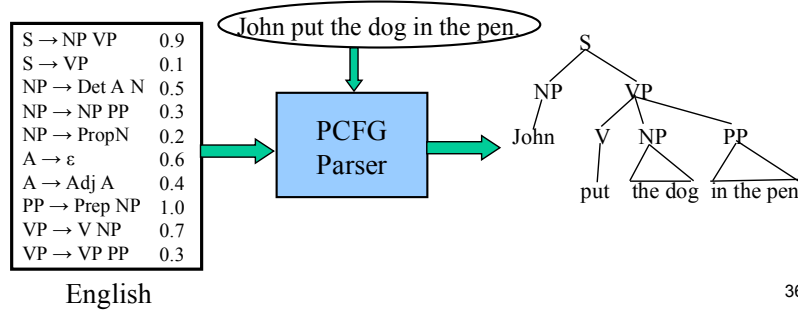 John put the dog in the pen.
S → NP VP 0.9
S → VP 0.1
NP → Det A N 0.5
NP → NP PP 0.3
NP → PropN 0.2
A → ε 0.6
A → Adj A 0.4
PP → Prep NP 1.0
VP → V NP 0.7
VP → VP PP 0.3
English
PCFG
Parser
S
NP VP
John V NP PP
put the dog in the pen
36